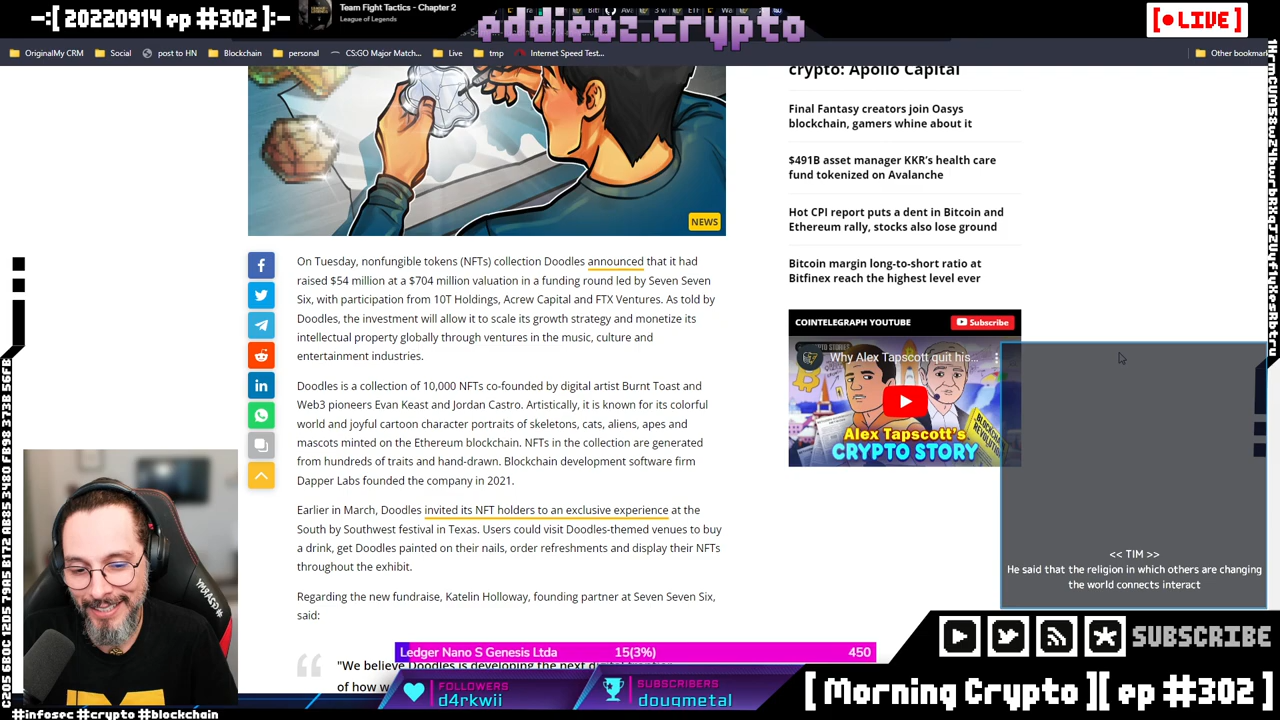 -:[ 20220914 ep #302 ]:-
Team Fight Tactics - Chapter 2
League of Legends
eddieoz.crypto
[ • LIVE ]
OriginalMy CRM
Social
post to HN
Blockchain
personal
CS:GO Major Match...
Live
tmp
Internet Speed Test...
Other bookmar
NEWS
On Tuesday, nonfungible tokens (NFTs) collection Doodles announced that it had
raised $54 million at a $704 million valuation in a funding round led by Seven Seven
Six, with participation from 10T Holdings, Acrew Capital and FTX Ventures. As told by
Doodles, the investment will allow it to scale its growth strategy and monetize its
intellectual property globally through ventures in the music, culture and
entertainment industries.
Doodles is a collection of 10,000 NFTs co-founded by digital artist Burnt Toast and
Web3 pioneers Evan Keast and Jordan Castro. Artistically, it is known for its colorful
world and joyful cartoon character portraits of skeletons, cats, aliens, apes and
mascots minted on the Ethereum blockchain. NFTs in the collection are generated
from hundreds of traits and hand-drawn. Blockchain development software firm
Dapper Labs founded the company in 2021.
Earlier in March, Doodles invited its NFT holders to an exclusive experience at the
South by Southwest festival in Texas. Users could visit Doodles-themed venues to buy
a drink, get Doodles painted on their nails, order refreshments and display their NFTs
throughout the exhibit.
Regarding the new fundraise, Katelin Holloway, founding partner at Seven Seven Six,
said:
"We believe Doodles is developing the next
of how w
crypto: Apollo Capital
Final Fantasy creators join Oasys
blockchain, gamers whine about it
$491B asset manager KKR's health care
fund tokenized on Avalanche
Hot CPI report puts a dent in Bitcoin and
Ethereum rally, stocks also lose ground
Bitcoin margin long-to-short ratio at
Bitfinex reach the highest level ever
COINTELEGRAPH YOUTUBE
Subscribe
Why Alex Tapscott quit his...
Alex Tapscott's
CRYPTO STORY
BLOCKCHAIN
REVOLUTION
<< TIM >>
He said that the religion in which others are changing
the world connects interact
Ledger Nano S Genesis Ltda
15(3%)
450
FOLLOWERS
d4rkwii
SUBSCRIBERS
dougmetal
SUBSCRIBE
[ Morning Crypto ][ ep #302 ]
#infosec #crypto #blockchain